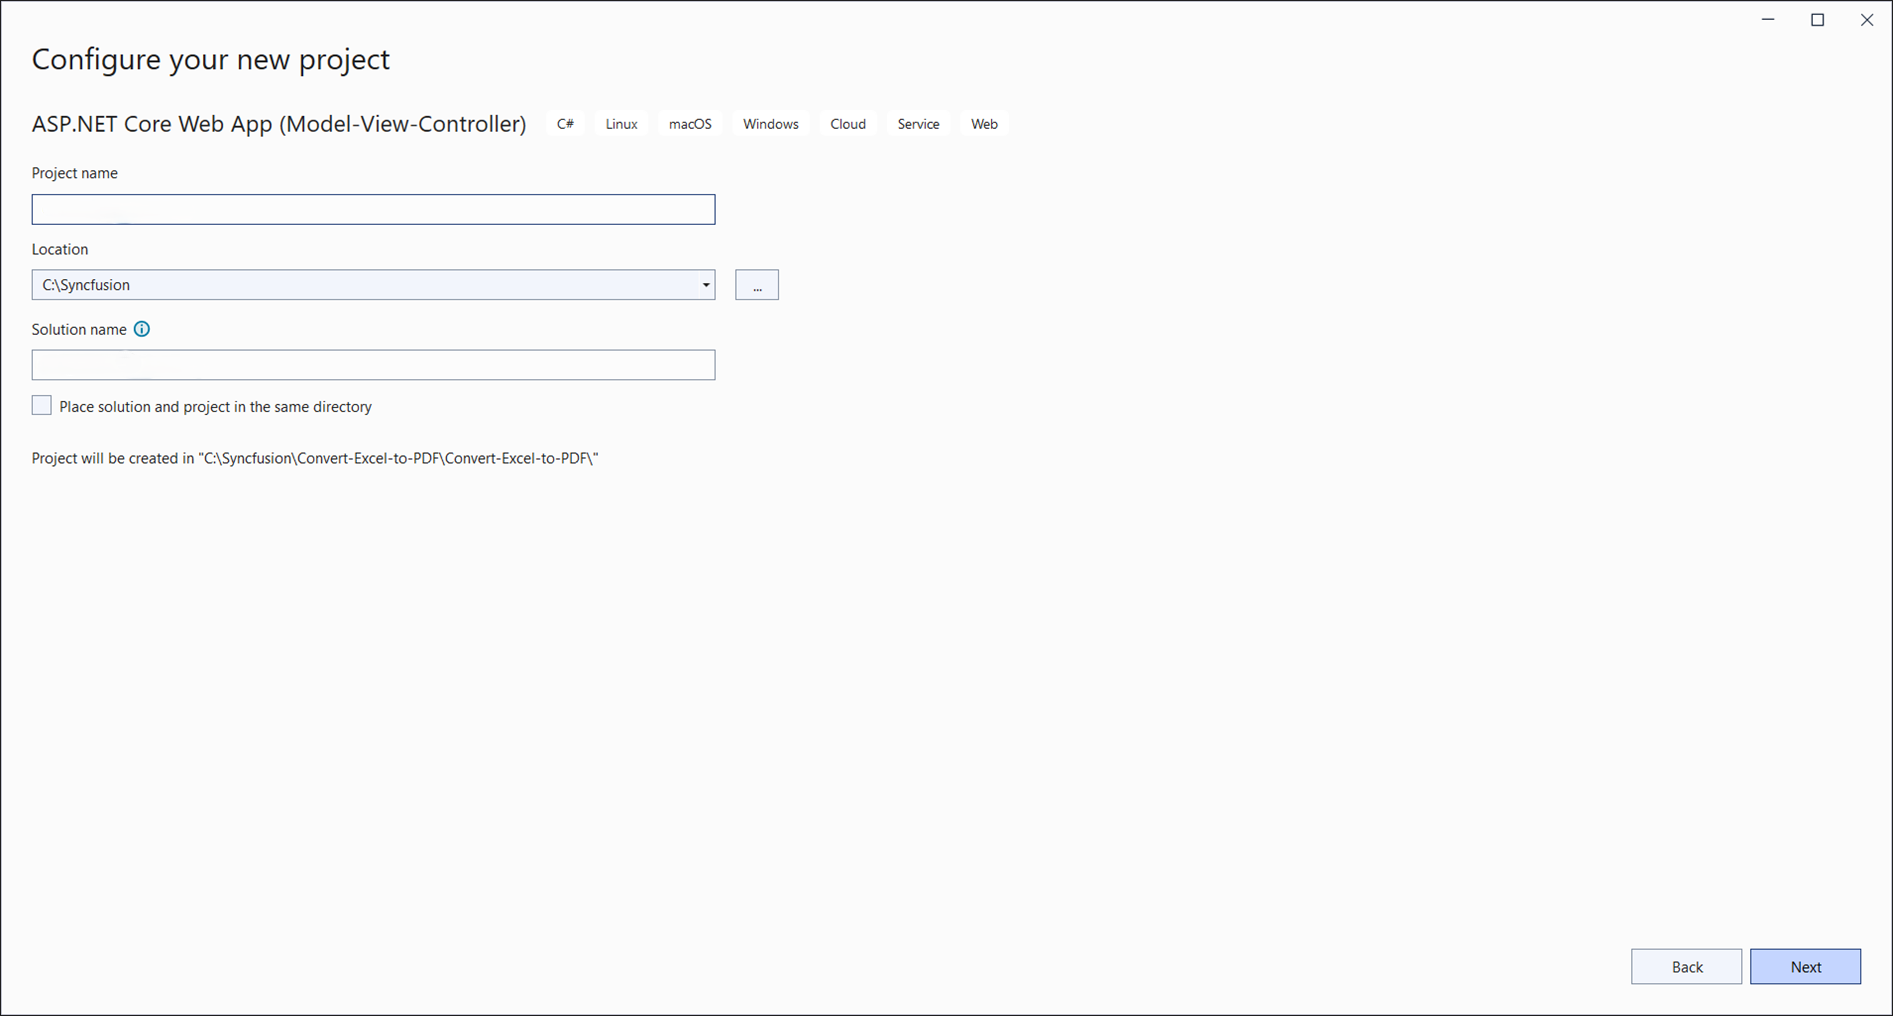 Configure your new project
ASP.NET Core Web App (Model-View-Controller) C# Linux macOS Windows Cloud Service Web
Project name
Location
C:\Syncfusion
...
Solution name
Place solution and project in the same directory
Project will be created in "C:\Syncfusion\Convert-Excel-to-PDF\Convert-Excel-to-PDF\"
Back Next